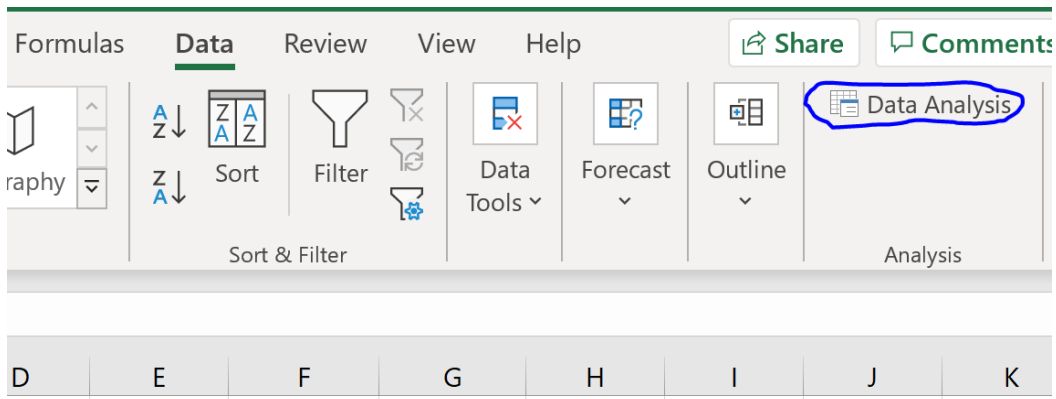 Formulas Data Review View Help Share Comments
Data Analysis
Z A
A Z
A
Z
Sort
Filter
raphy
Z
A
Data
Tools
Forecast
Outline
Sort & Filter
Analysis
D E F G H I J K